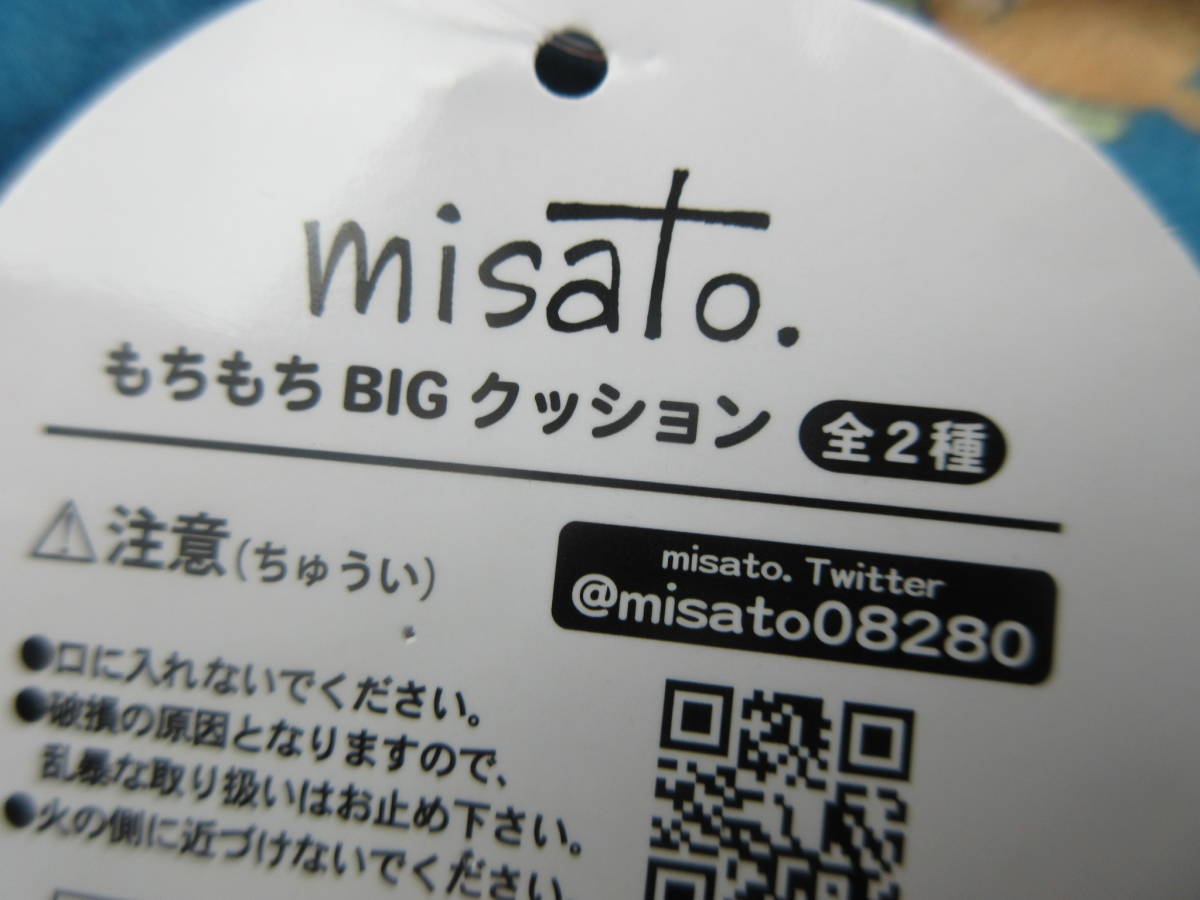 misato.
もちもちBIGクッション 全2種
注意(ちゅうい)
misato. Twitter
@misato08280
●口に入れないでください。
●破損の原因となりますので、
乱暴な取り扱いはお止め下さい。
●火の側に近づけないでください。